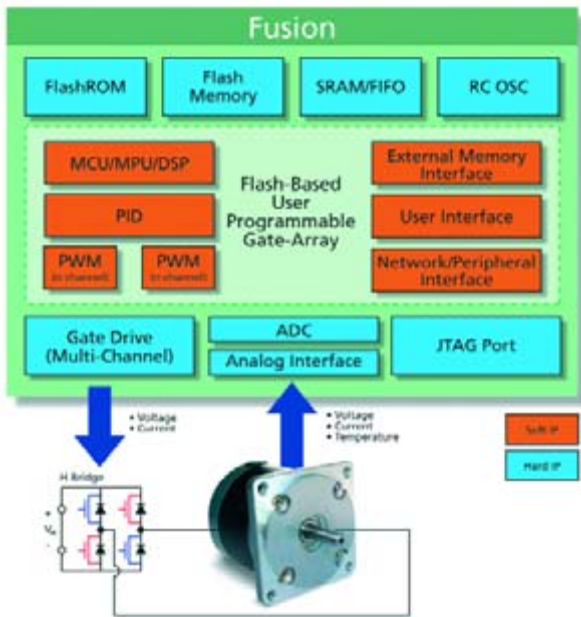 Fusion
FlashROM
Flash
Memory
SRAM/FIFO
RC OSC
MCU/MPU/DSP
PID
PWM
(n channel)
PWM
(n channel)
Flash-Based
User
Programmable
Gate-Array
External Memory
Interface
User Interface
Network/Peripheral
Interface
Gate Drive
(Multi-Channel)
ADC
Analog Interface
JTAG Port
• Voltage
• Current
• Voltage
• Current
• Temperature
Soft IP
Hard IP
H Bridge